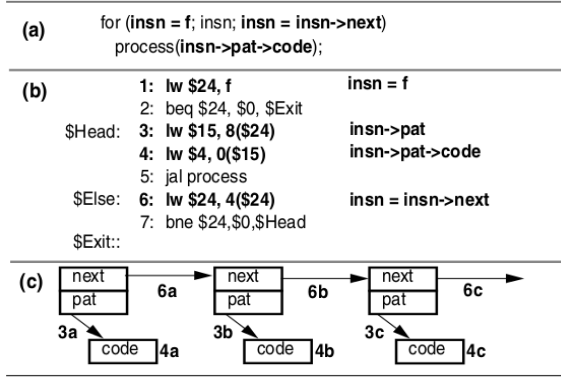 (a) for (insn = f; insn; insn = insn->next)
process(insn->pat->code);
(b) 1: lw $24, f insn = f
2: beq $24, $0, $Exit
$Head: 3: lw $15, 8($24) insn->pat
4: lw $4, 0($15) insn->pat->code
5: jal process
$Else: 6: lw $24, 4($24) insn = insn->next
7: bne $24,$0,$Head
$Exit::
(c) next 6a next 6b next 6c
pat pat pat
3a 3b 3c
code 4a code 4b code 4c